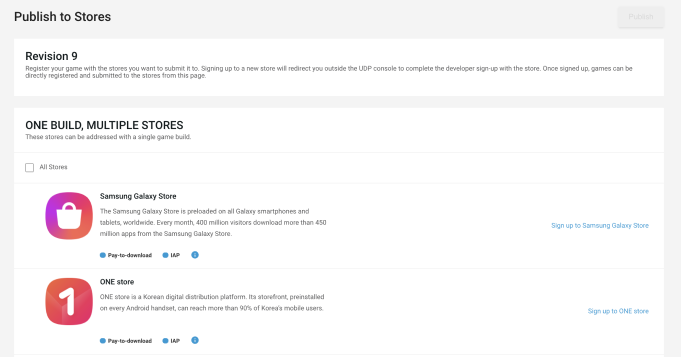 Publish to Stores
Publish
Revision 9
Register your game with the stores you want to submit it to. Signing up to a new store will redirect you outside the UDP console to complete the developer sign-up with the store. Once signed up, games can be
directly registered and submitted to the stores from this page.
ONE BUILD, MULTIPLE STORES
These stores can be addressed with a single game build.
All Stores
Samsung Galaxy Store
The Samsung Galaxy Store is preloaded on all Galaxy smartphones and
tablets, worldwide. Every month, 400 million visitors download more than 450
million apps from the Samsung Galaxy Store.
Sign up to Samsung Galaxy Store
Pay-to-download IAP
ONE store
1
ONE store is a Korean digital distribution platform. Its storefront, preinstalled
on every Android handset, can reach more than 90% of Korea's mobile users.
Sign up to ONE store
Pay-to-download IAP